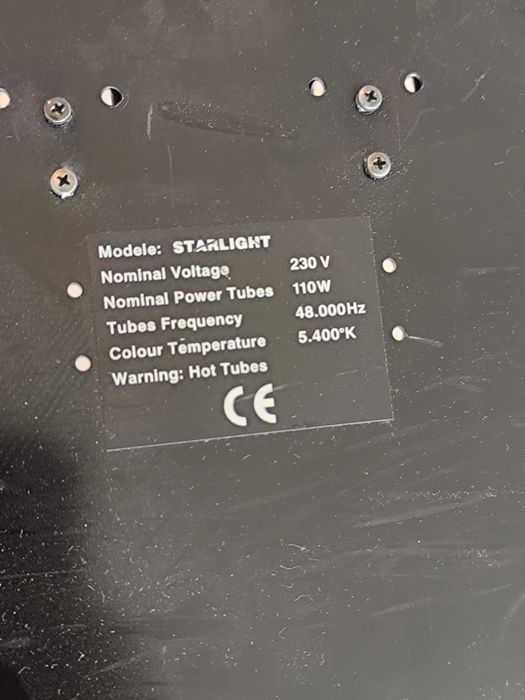 Modele: STARLIGHT
Nominal Voltage 230 V
Nominal Power Tubes 110W
Tubes Frequency 48.000Hz
Colour Temperature 5.400°K
Warning: Hot Tubes
CE